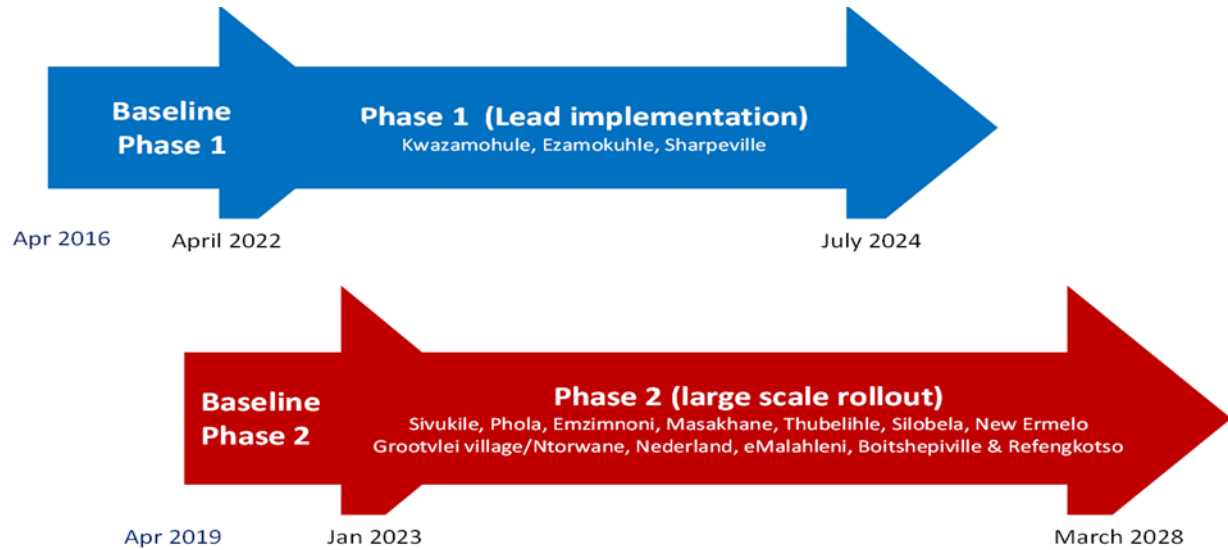 Baseline
Phase 1
Phase 1 (Lead implementation)
Kwazamohule, Ezamokuhle, Sharpeville
Apr 2016
April 2022
July 2024
Baseline
Phase 2
Phase 2 (large scale rollout)
Sivukile, Phola, Emzimnoni, Masakhane, Thubelihle, Silobela, New Ermelo
Grootvlei village/Ntorwane, Nederland, eMalahleni, Boitshepiville & Refengkotso
Apr 2019
Jan 2023
March 2028